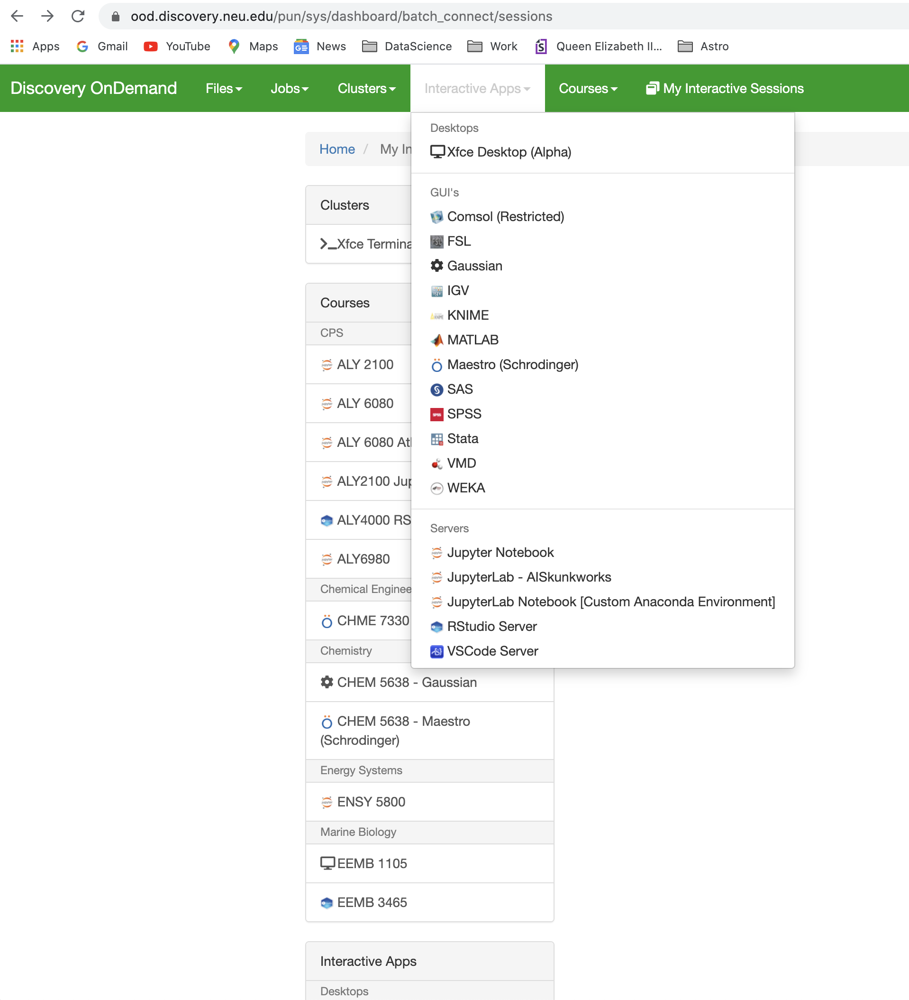 ood.discovery.neu.edu/pun/sys/dashboard/batch_connect/sessions
Apps Gmail YouTube Maps News DataScience Work Queen Elizabeth II... Astro
Discovery OnDemand Files Jobs Clusters Interactive Apps Courses My Interactive Sessions
Home / My In
Clusters
Xfce Termina
Courses
CPS
ALY 2100
ALY 6080
ALY 6080 Atl
ALY2100 Jup
ALY4000 RS
ALY6980
Chemical Enginee
CHME 7330
Chemistry
CHEM 5638 - Gaussian
CHEM 5638 - Maestro
(Schrodinger)
Energy Systems
ENSY 5800
Marine Biology
EEMB 1105
EEMB 3465
Interactive Apps
Desktops
Desktops
Xfce Desktop (Alpha)
GUI's
Comsol (Restricted)
FSL
Gaussian
IGV
KNIME
MATLAB
Maestro (Schrodinger)
SAS
SPSS
Stata
VMD
WEKA
Servers
Jupyter Notebook
JupyterLab - AISkunkworks
JupyterLab Notebook [Custom Anaconda Environment]
RStudio Server
VSCode Server